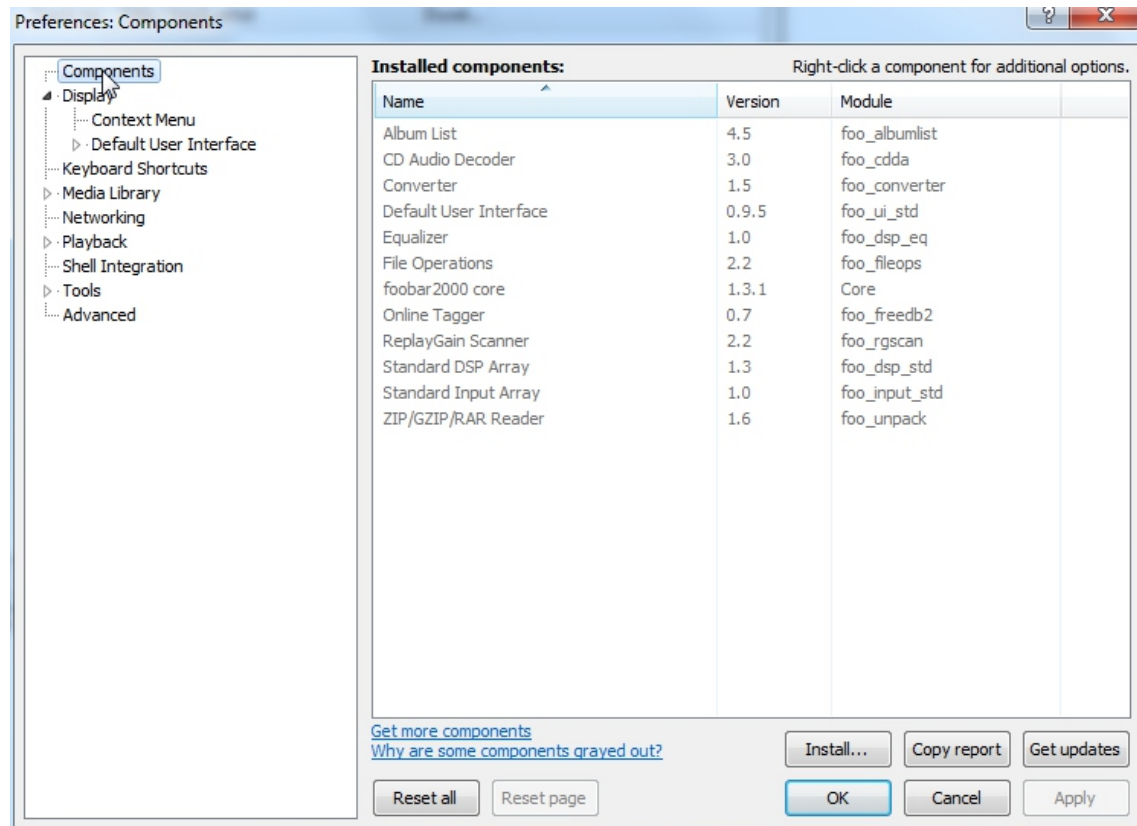 Preferences: Components
Components
Display
Context Menu
Default User Interface
Keyboard Shortcuts
Media Library
Networking
Playback
Shell Integration
Tools
Advanced
Installed components: Right-click a component for additional options.
Name Version Module
Album List 4.5 foo_albumlist
CD Audio Decoder 3.0 foo_cdda
Converter 1.5 foo_converter
Default User Interface 0.9.5 foo_ui_std
Equalizer 1.0 foo_dsp_eq
File Operations 2.2 foo_fileops
foobar2000 core 1.3.1 Core
Online Tagger 0.7 foo_freedb2
ReplayGain Scanner 2.2 foo_rgscan
Standard DSP Array 1.3 foo_dsp_std
Standard Input Array 1.0 foo_input_std
ZIP/GZIP/RAR Reader 1.6 foo_unpack
Get more components
Why are some components grayed out?
Install... Copy report Get updates
Reset all Reset page OK Cancel Apply